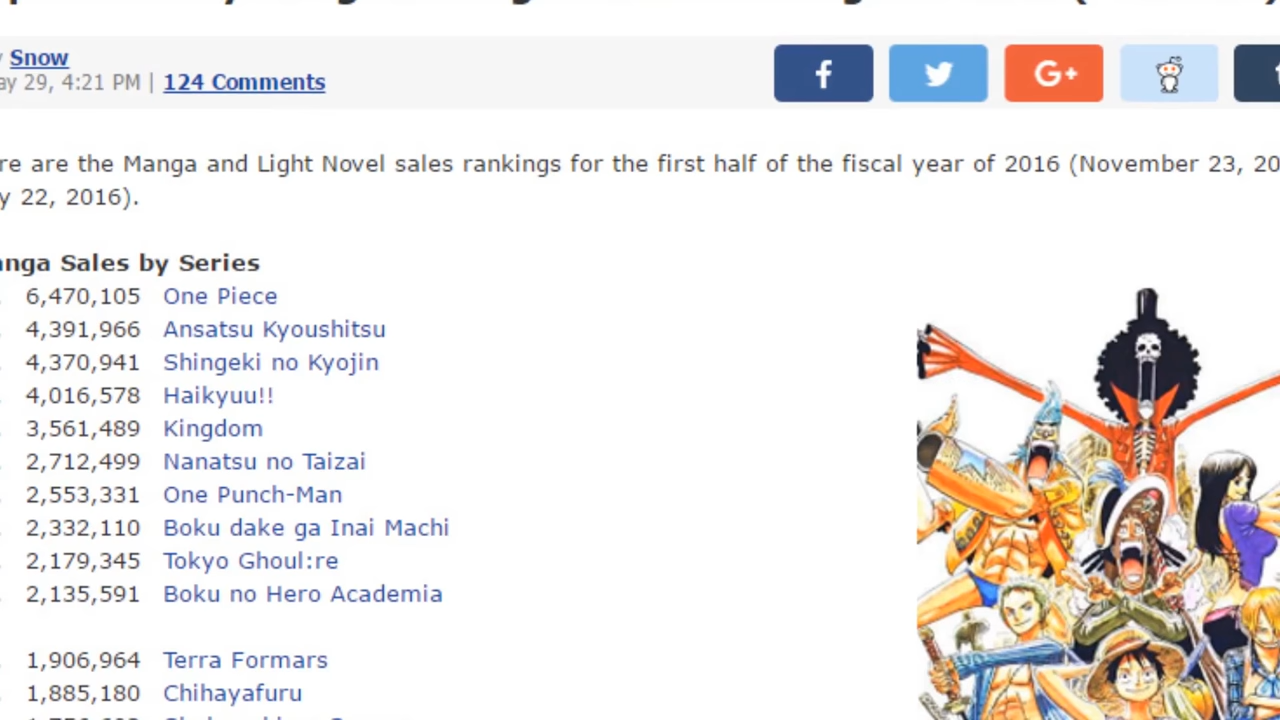 Snow
29, 4:21 PM | 124 Comments
f G+
are the Manga and Light Novel sales rankings for the first half of the fiscal year of 2016 (November 23,
22, 2016).
Sales by Series
6,470,105 One Piece
4,391,966 Ansatsu Kyoushitsu
4,370,941 Shingeki no Kyojin
4,016,578 Haikyuu!!
3,561,489 Kingdom
2,712,499 Nanatsu no Taizai
2,553,331 One Punch-Man
2,332,110 Boku dake ga Inai Machi
2,179,345 Tokyo Ghoul:re
2,135,591 Boku no Hero Academia
1,906,964 Terra Formars
1,885,180 Chihayafuru